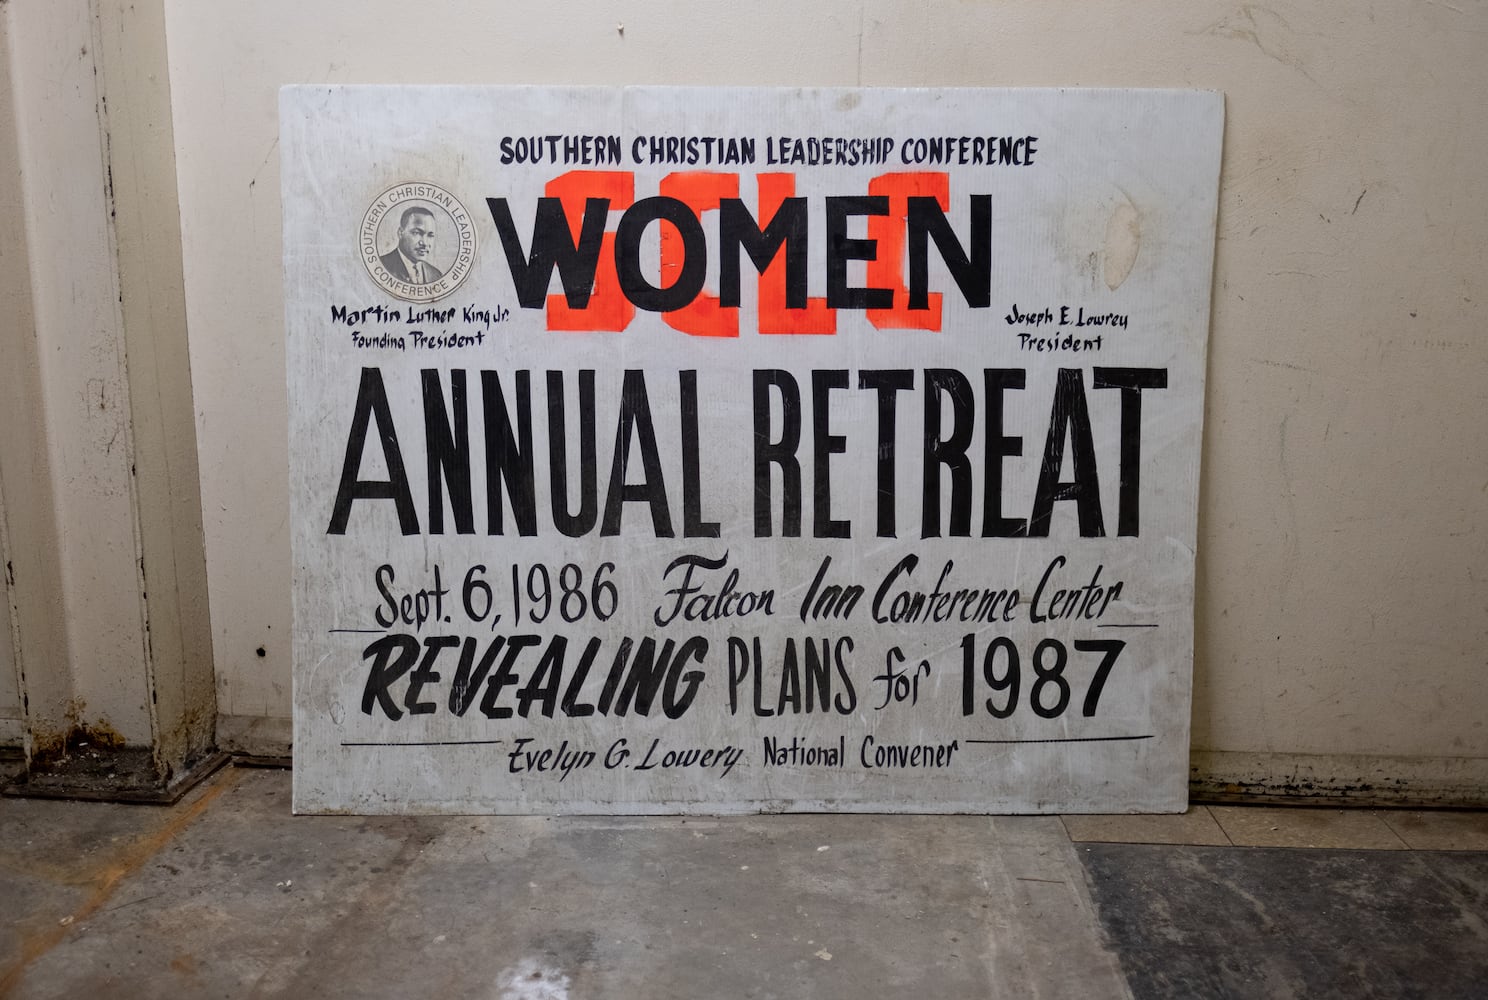 SOUTHERN CHRISTIAN LEADERSHIP CONFERENCE
SCLC
WOMEN
SOUTHERN CHRISTIAN LEADERSHIP CONFERENCE
Martin Luther King Jr.
Founding President
Joseph E. Lowrey
President
ANNUAL RETREAT
Sept. 6, 1986 Falcon Inn Conference Center
REVEALING PLANS for 1987
Evelyn G. Lowery National Convener